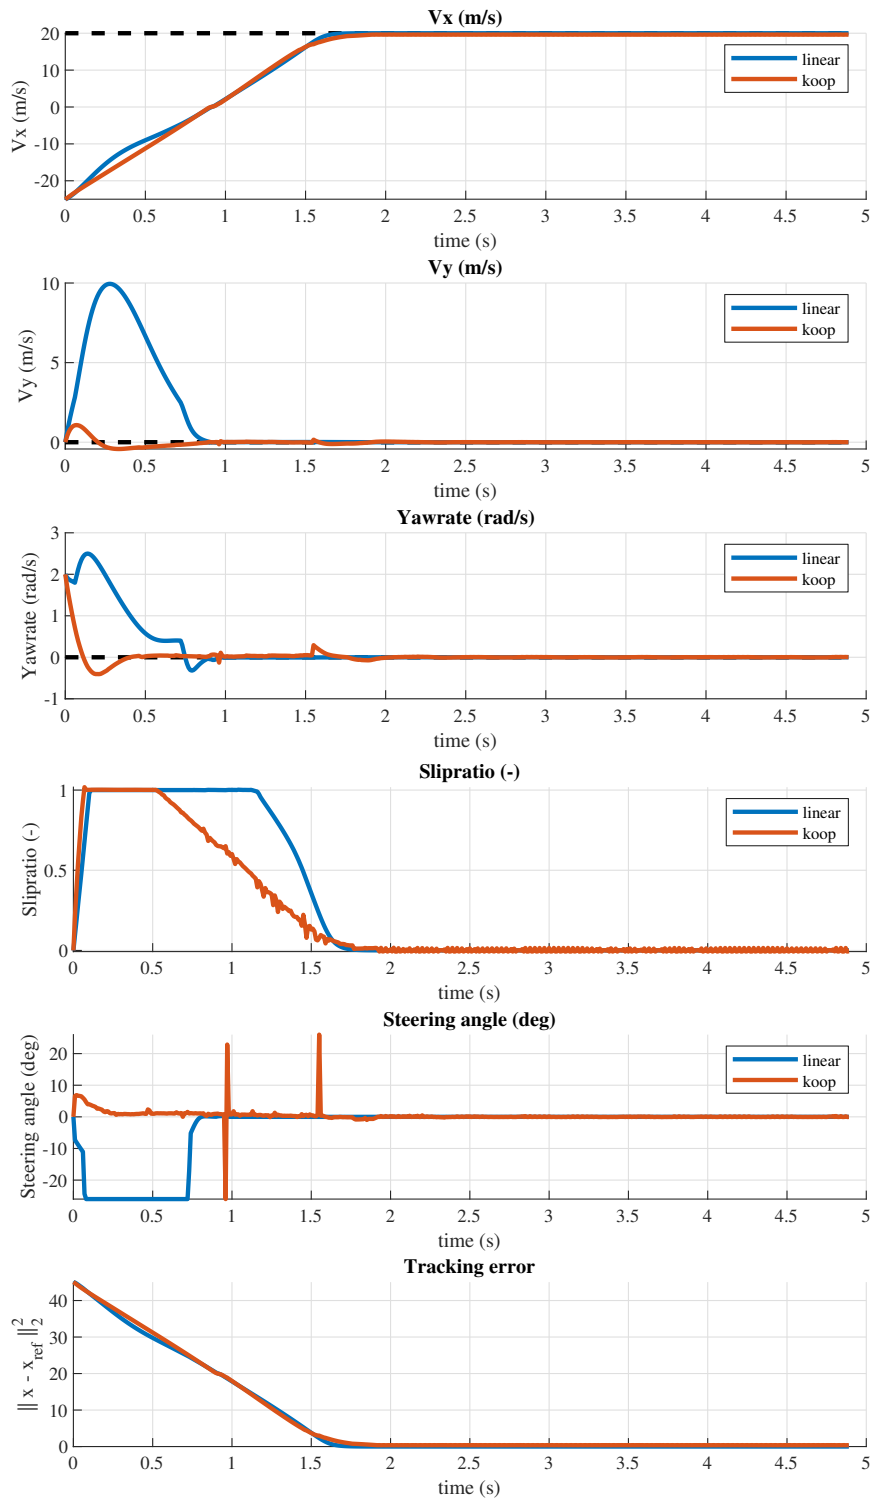 Vx (m/s)
20
10
0
-10
-20
Vx (m/s)
linear
koop
0 0.5 1 1.5 2 2.5 3 3.5 4 4.5 5
time (s)
Vy (m/s)
10
5
0
Vy (m/s)
linear
koop
0 0.5 1 1.5 2 2.5 3 3.5 4 4.5 5
time (s)
Yawrate (rad/s)
3
2
1
0
-1
Yawrate (rad/s)
linear
koop
0 0.5 1 1.5 2 2.5 3 3.5 4 4.5 5
time (s)
Slipratio (-)
1
0.5
0
Slipratio (-)
linear
koop
0 0.5 1 1.5 2 2.5 3 3.5 4 4.5 5
time (s)
Steering angle (deg)
20
10
0
-10
-20
Steering angle (deg)
linear
koop
0 0.5 1 1.5 2 2.5 3 3.5 4 4.5 5
time (s)
Tracking error
40
30
20
10
0
|| x - x_ref ||_2^2
0 0.5 1 1.5 2 2.5 3 3.5 4 4.5 5
time (s)